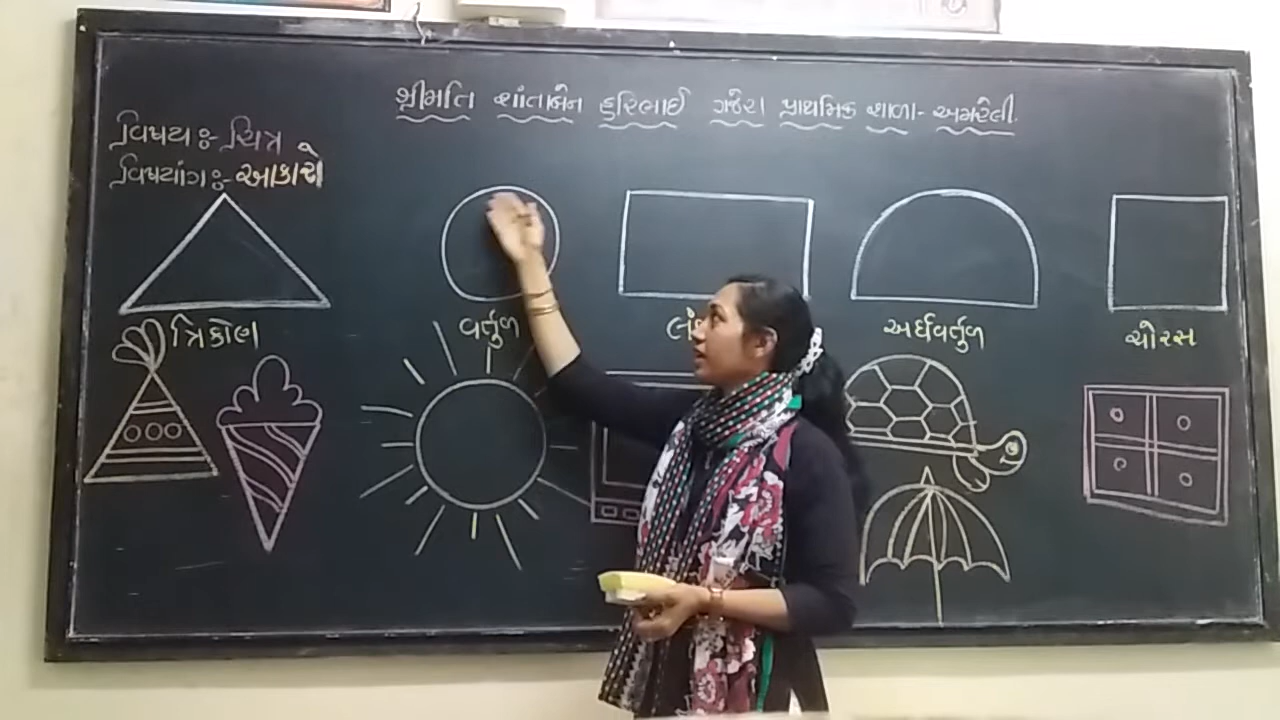 શ્રીમતિ શાંતાબેન હરિભાઈ ગજેરા પ્રાથમિક શાળા- અમરેલી.
વિષય:- ચિત્ર
વિષયાંગ:- આકારો
ત્રિકોણ
વર્તુળ
અર્ધવર્તુળ
ચોરસ